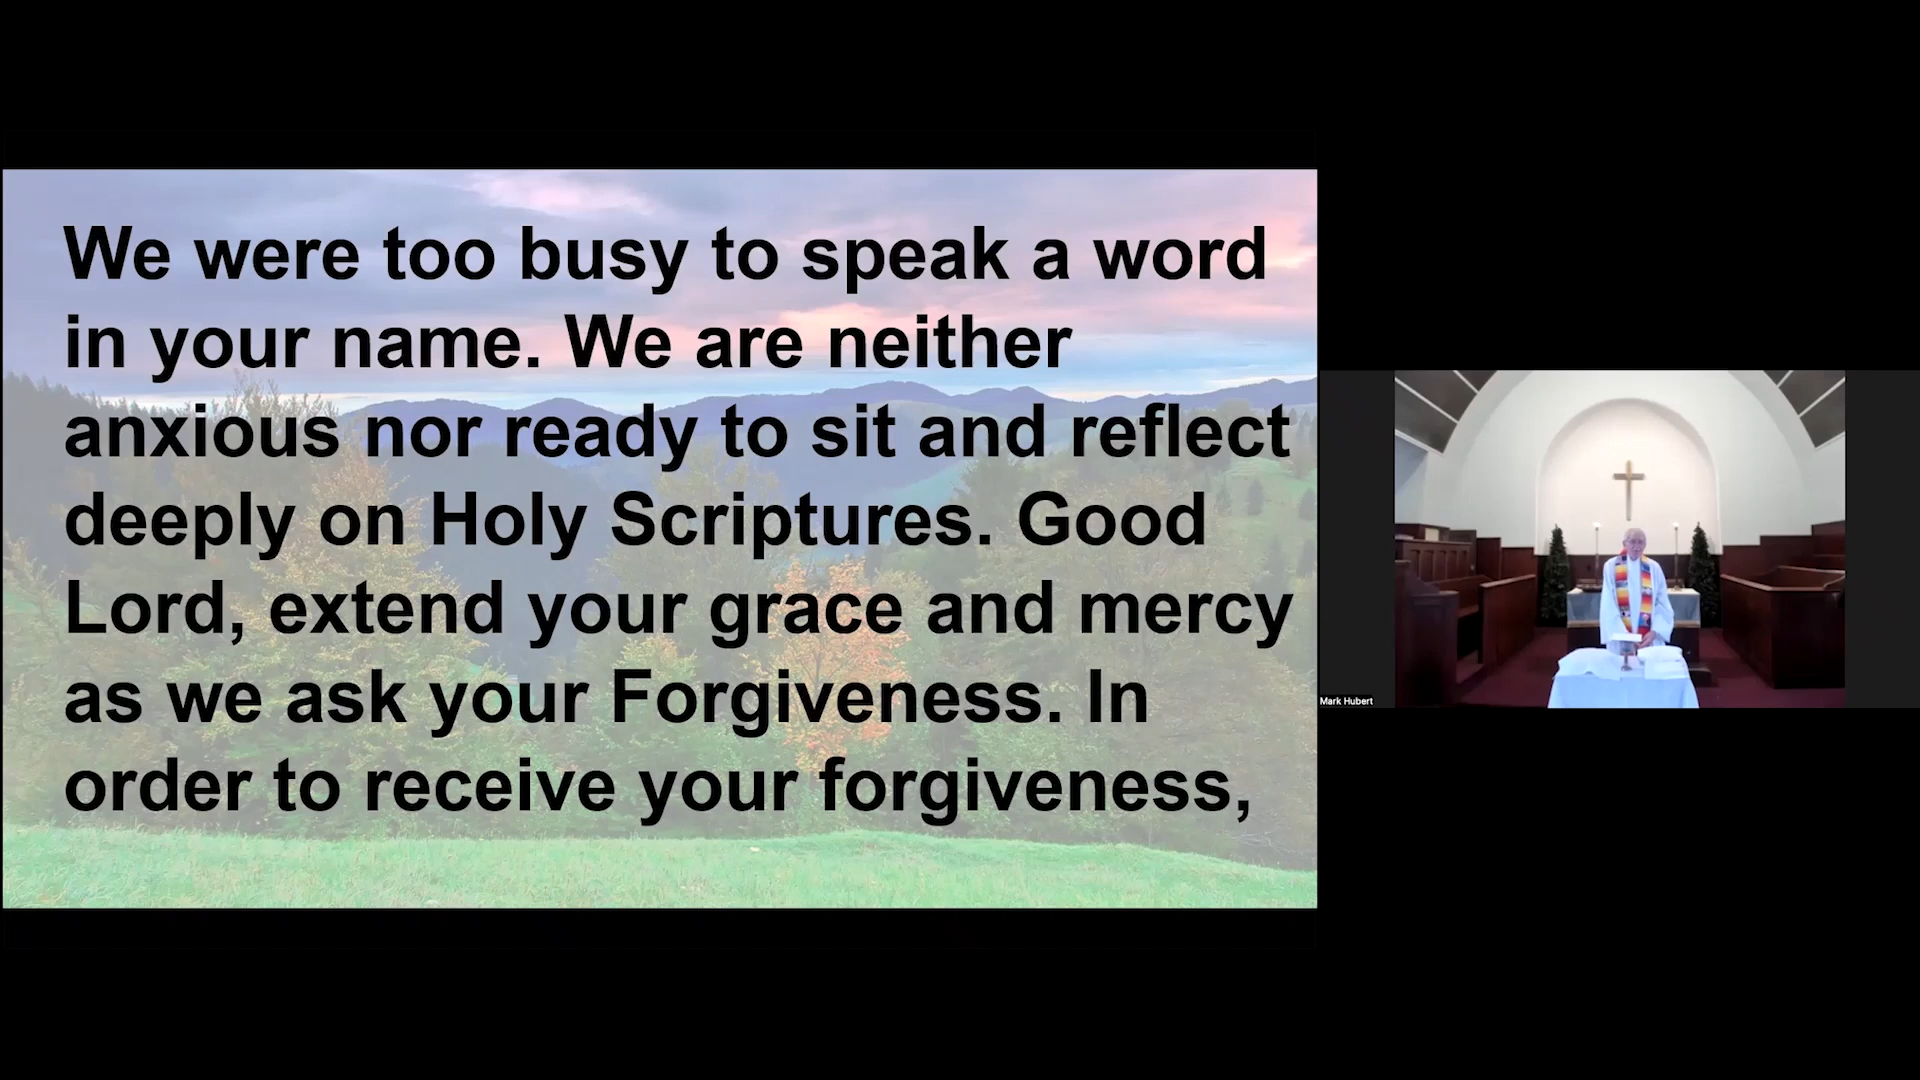 We were too busy to speak a word
in your name. We are neither
anxious nor ready to sit and reflect
deeply on Holy Scriptures. Good
Lord, extend your grace and mercy
as we ask your Forgiveness. In
order to receive your forgiveness,
Mark Hubert